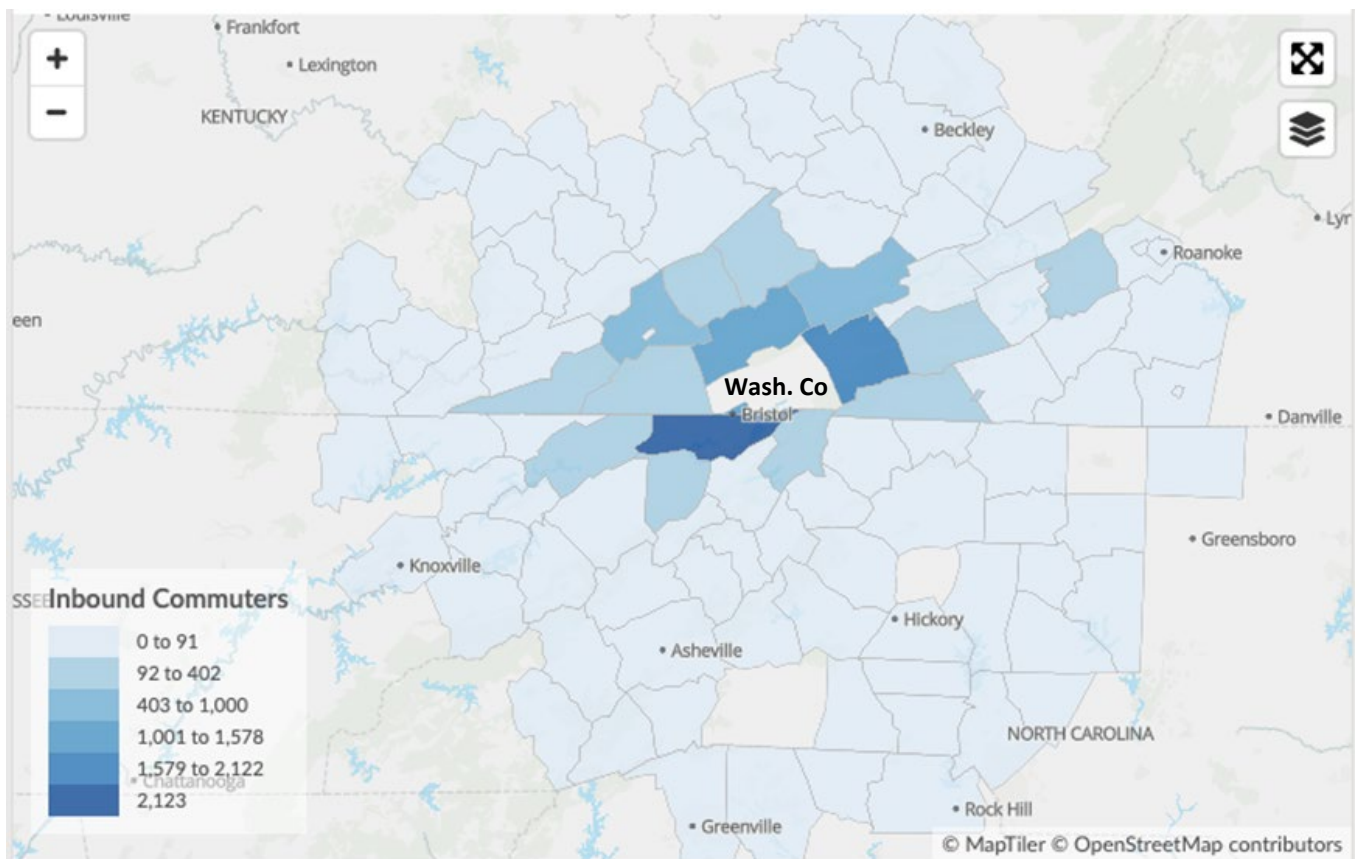 Louisville
Frankfort
+
Lexington
−
KENTUCKY
Beckley
Lyr
Roanoke
een
Wash. Co
Bristol
Danville
Greensboro
Knoxville
SSEE
Inbound Commuters
0 to 91
Hickory
92 to 402
Asheville
403 to 1,000
1,001 to 1,578
NORTH CAROLINA
1,579 to 2,122
Chattanooga
2,123
Rock Hill
Greenville
© MapTiler © OpenStreetMap contributors